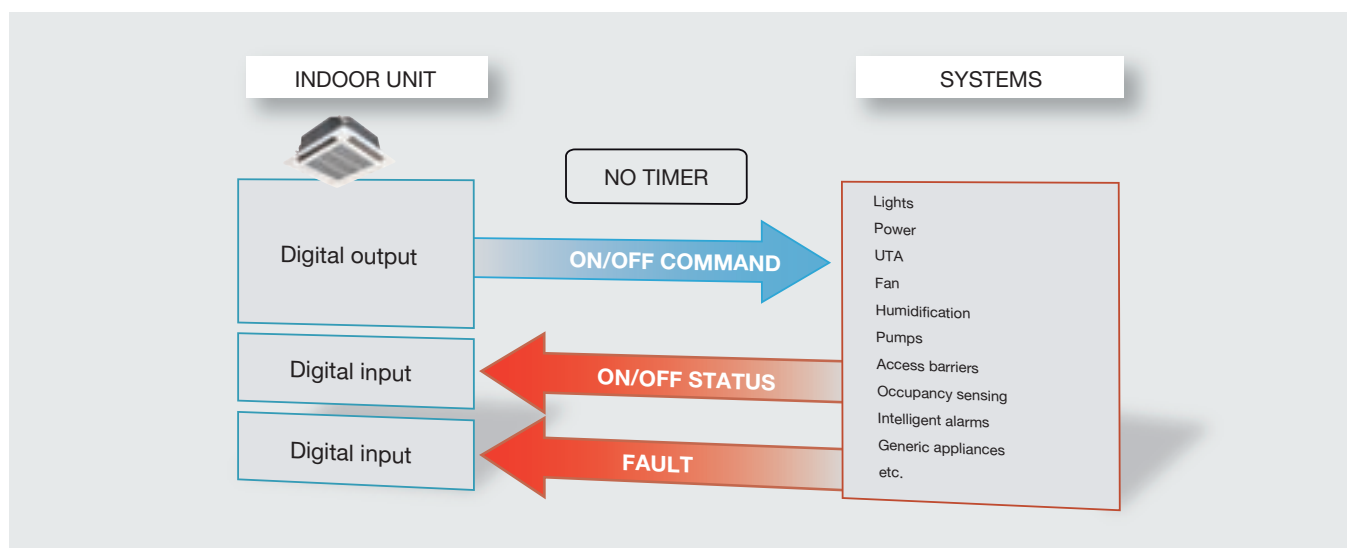 INDOOR UNIT
SYSTEMS
NO TIMER
Digital output
ON/OFF COMMAND
Digital input
ON/OFF STATUS
Digital input
FAULT
Lights
Power
UTA
Fan
Humidification
Pumps
Access barriers
Occupancy sensing
Intelligent alarms
Generic appliances
etc.